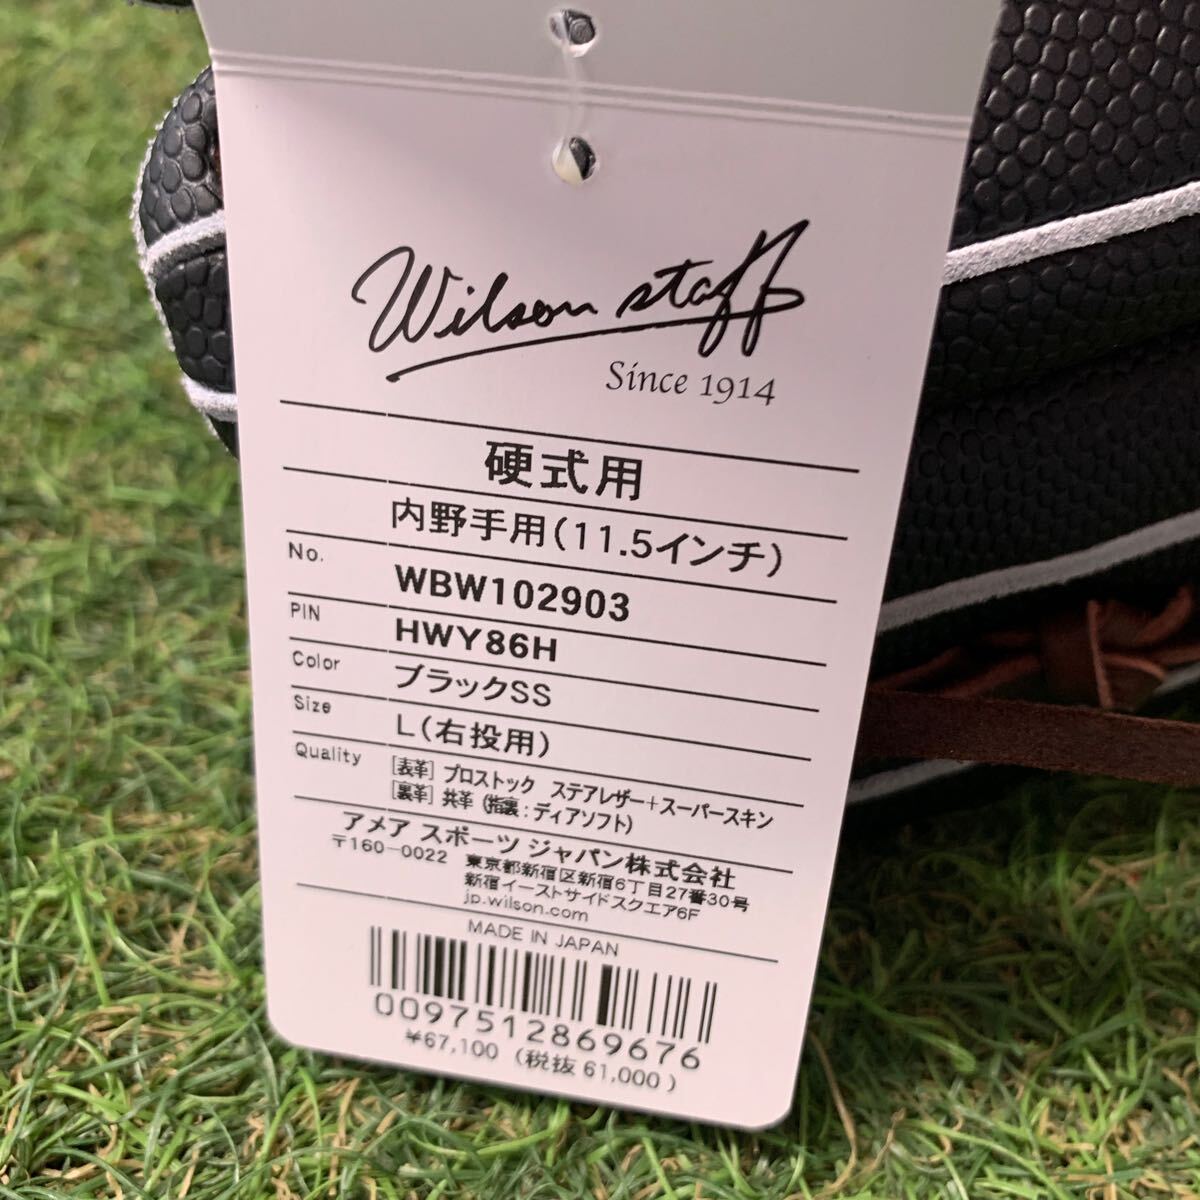 Wilson staff
Since 1914
硬式用
内野手用(11.5インチ)
No. WBW102903
PIN HWY86H
Color ブラックSS
Size L(右投用)
Quality [表革] プロストック ステアレザー+スーパースキン
[裏革] 共革 (指裏:ディアソフト)
アメア スポーツ ジャパン株式会社
〒160-0022 東京都新宿区新宿6丁目27番30号
新宿イーストサイドスクエア6F
jp.wilson.com
MADE IN JAPAN
0097512869676
¥67,100 (税抜 61,000)